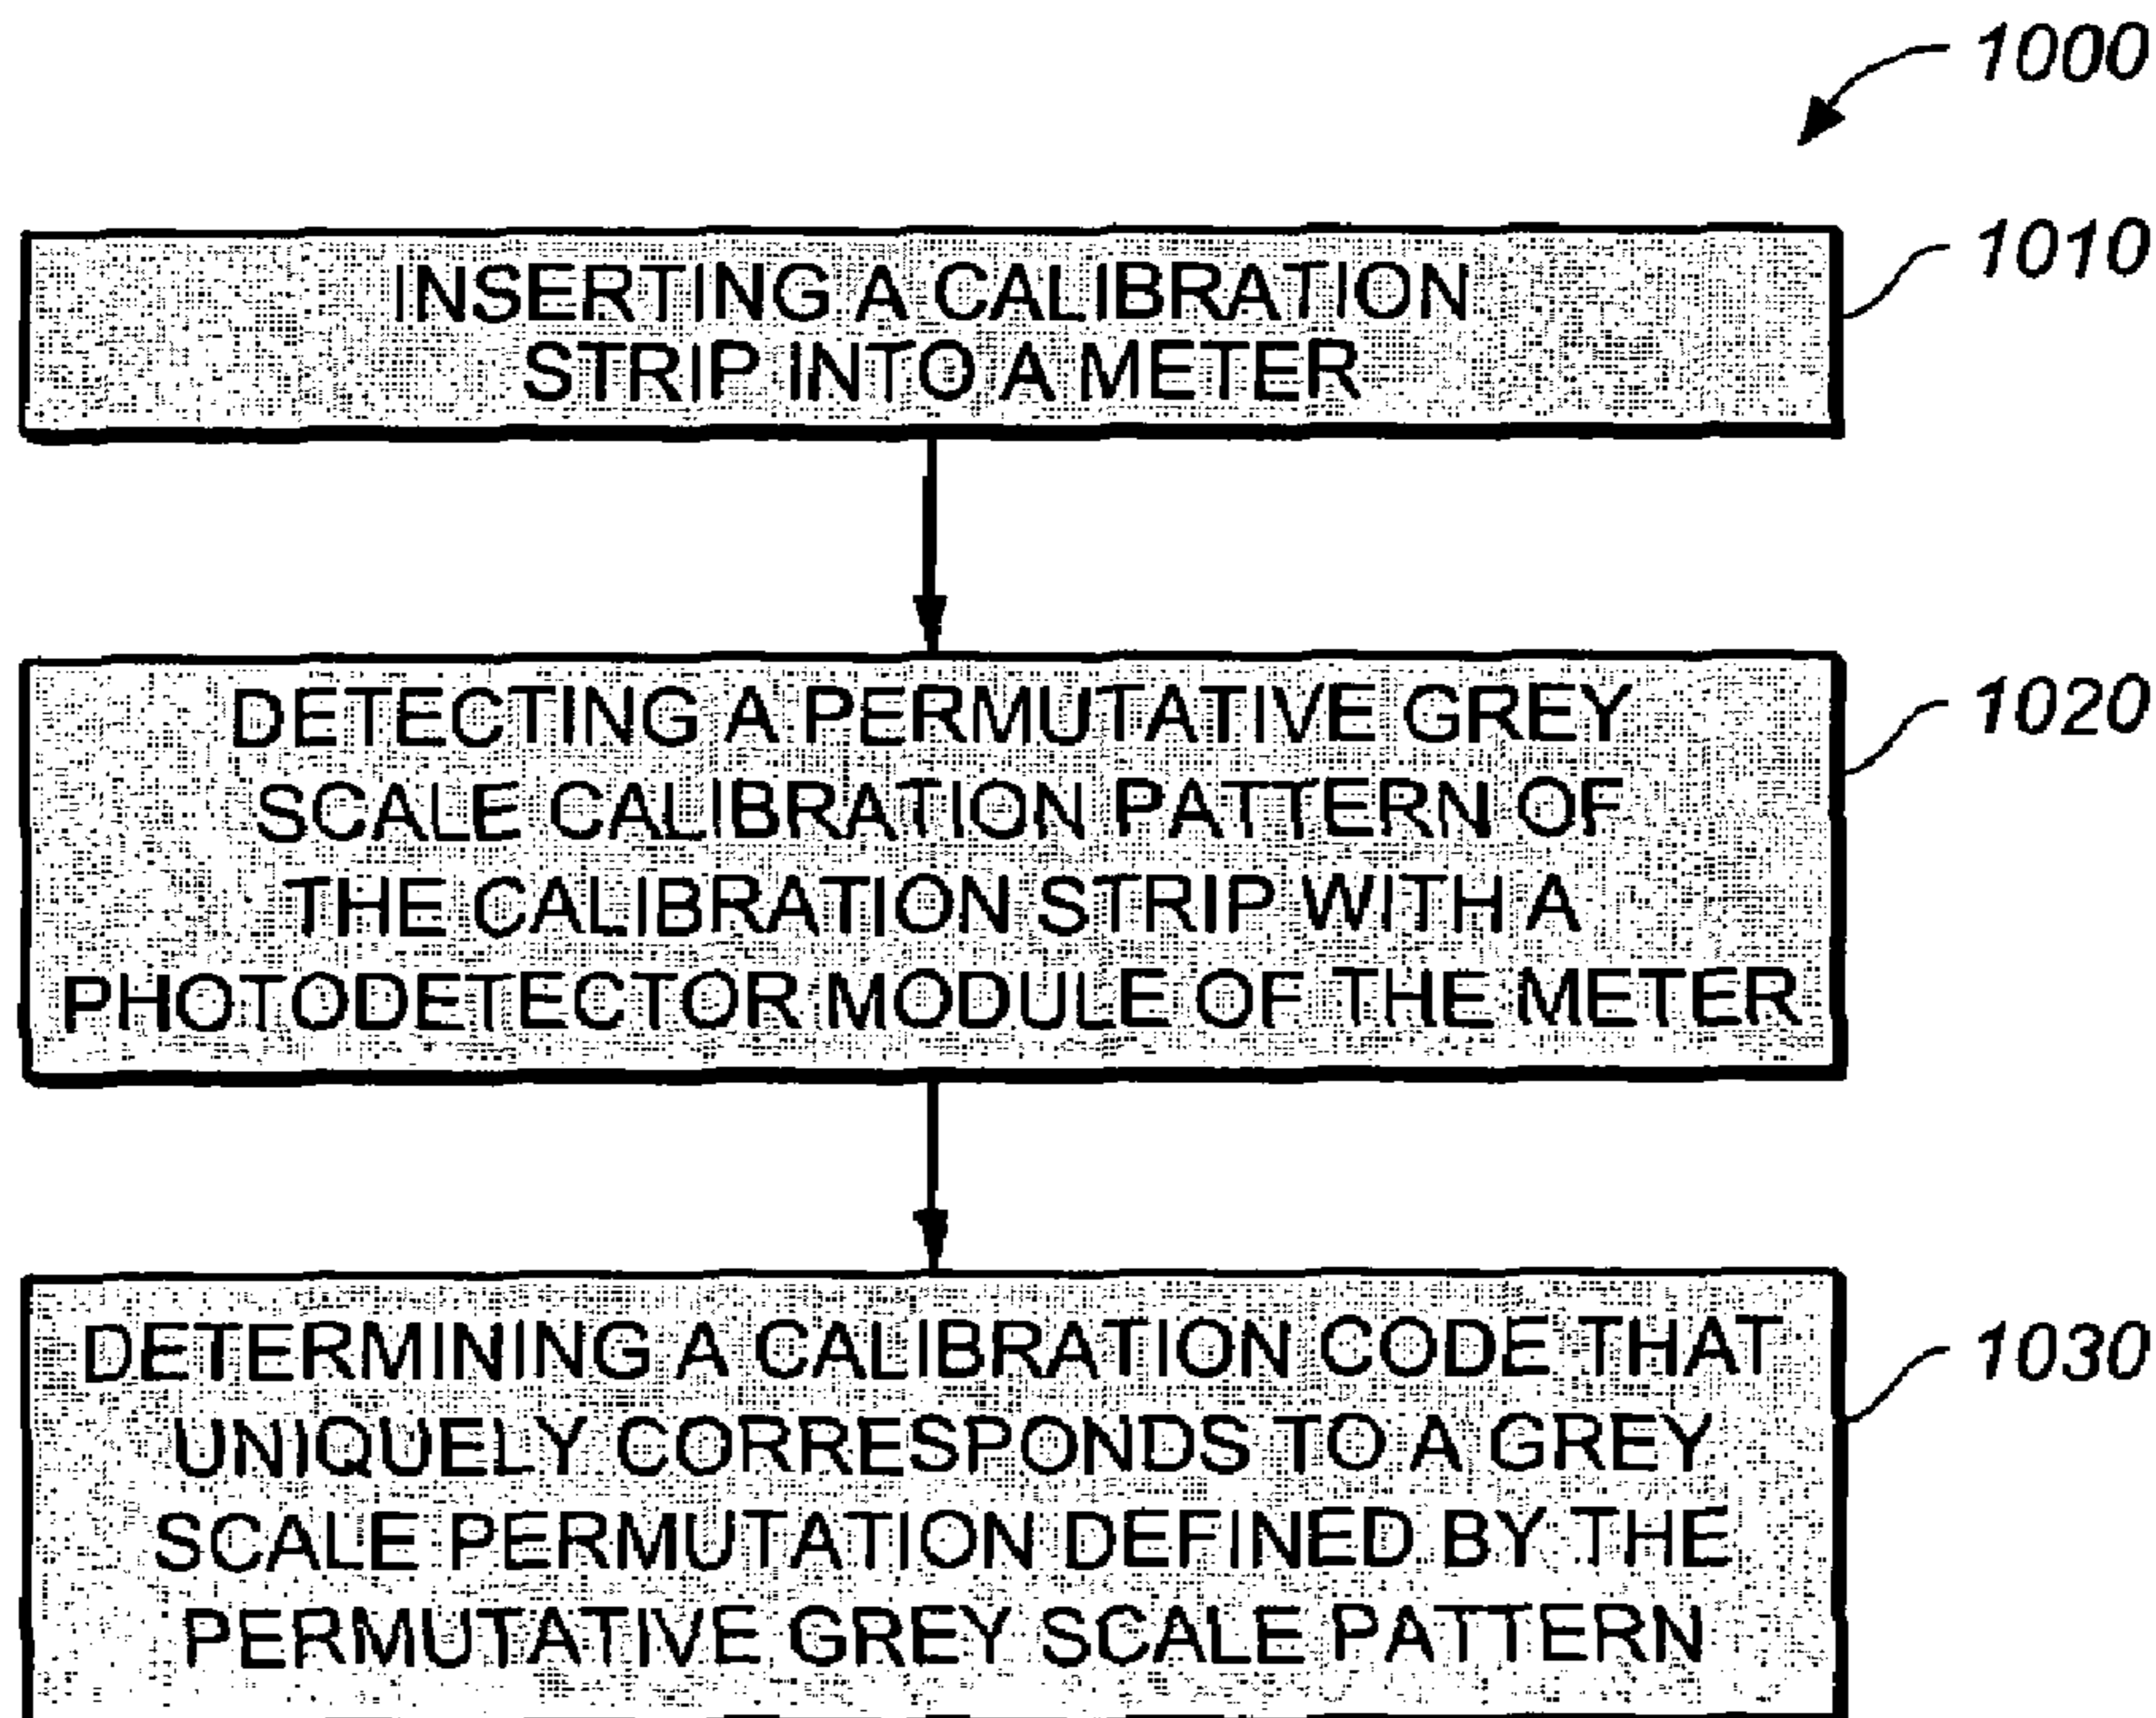 1000
1010
INSERTING A CALIBRATION
STRIP INTO A METER
1020
DETECTING A PERMUTATIVE GREY
SCALE CALIBRATION PATTERN OF
THE CALIBRATION STRIP WITH A
PHOTODETECTOR MODULE OF THE METER
1030
DETERMINING A CALIBRATION CODE THAT
UNIQUELY CORRESPONDS TO A GREY
SCALE PERMUTATION DEFINED BY THE
PERMUTATIVE GREY SCALE PATTERN